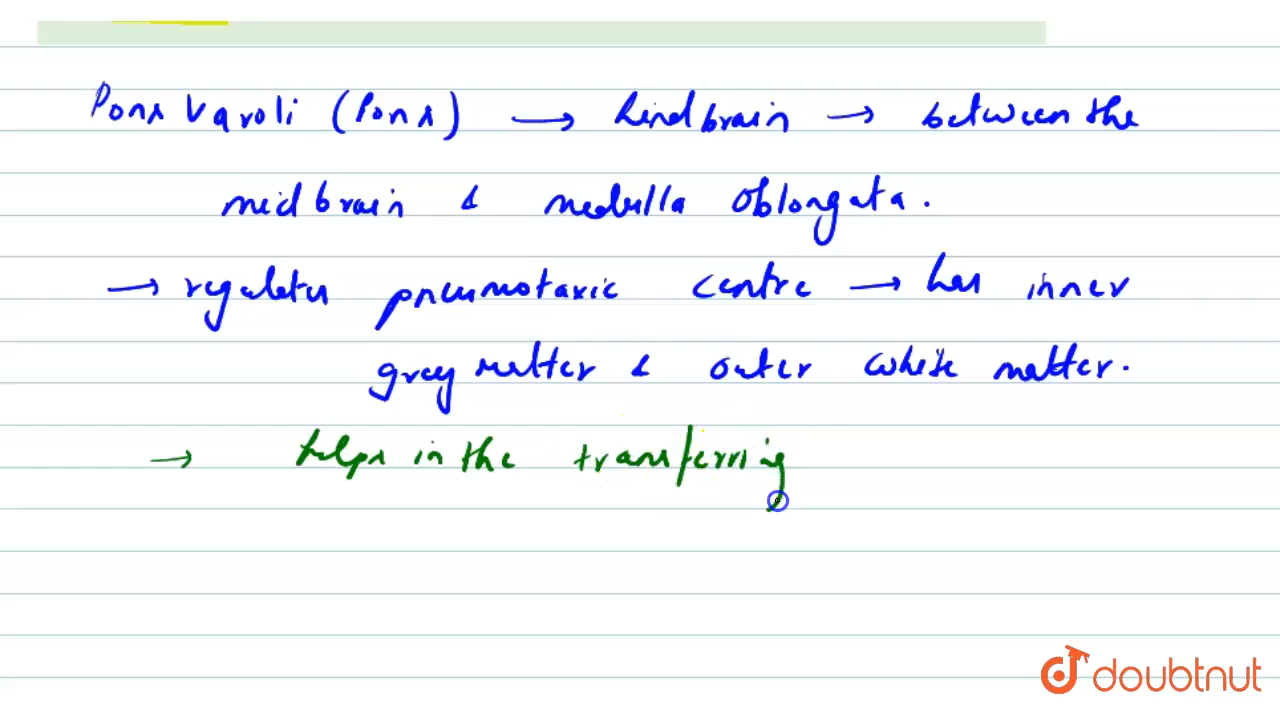 Pons Varoli (Pons) → hindbrain → between the
midbrain & medulla oblongata.
→ regulates pneumotaxic centre → has inner
grey matter & outer white matter.
→ helps in the transferring
doubtnut